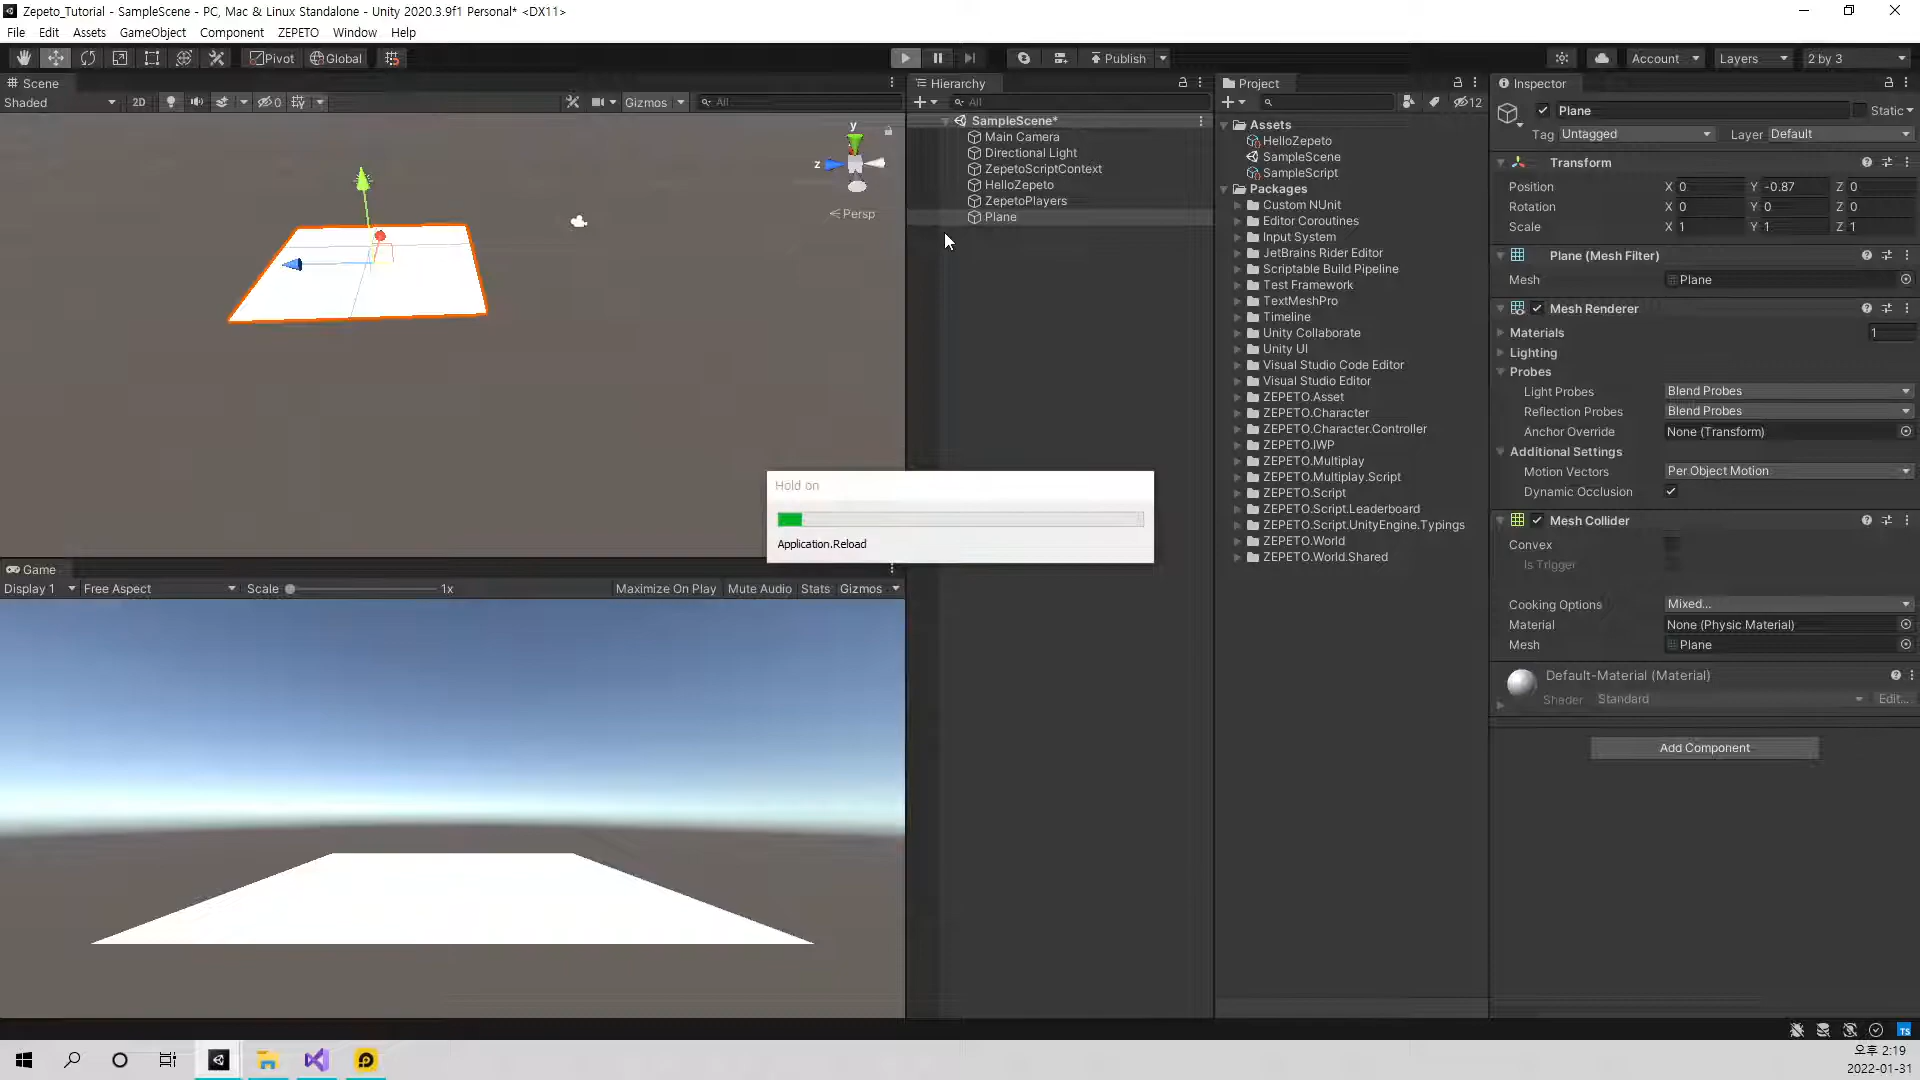 Zepeto_Tutorial - SampleScene - PC, Mac & Linux Standalone - Unity 2020.3.9f1 Personal* <DX11>
File Edit Assets GameObject Component ZEPETO Window Help
Pivot Global Publish Account Layers 2 by 3
Scene
Shaded 2D 0 Gizmos All
y
z
Persp
Game
Display 1 Free Aspect Scale 1x Maximize On Play Mute Audio Stats Gizmos
Hierarchy
All
SampleScene*
Main Camera
Directional Light
ZepetoScriptContext
HelloZepeto
ZepetoPlayers
Plane
Hold on
Application.Reload
Project
12
Assets
HelloZepeto
SampleScene
SampleScript
Packages
Custom NUnit
Editor Coroutines
Input System
JetBrains Rider Editor
Scriptable Build Pipeline
Test Framework
TextMeshPro
Timeline
Unity Collaborate
Unity UI
Visual Studio Code Editor
Visual Studio Editor
ZEPETO.Asset
ZEPETO.Character
ZEPETO.Character.Controller
ZEPETO.IWP
ZEPETO.Multiplay
ZEPETO.Multiplay.Script
ZEPETO.Script
ZEPETO.Script.Leaderboard
ZEPETO.Script.UnityEngine.Typings
ZEPETO.World
ZEPETO.World.Shared
Inspector
Plane Static
Tag Untagged Layer Default
Transform
Position X 0 Y -0.87 Z 0
Rotation X 0 Y 0 Z 0
Scale X 1 Y 1 Z 1
Plane (Mesh Filter)
Mesh Plane
Mesh Renderer
Materials 1
Lighting
Probes
Light Probes Blend Probes
Reflection Probes Blend Probes
Anchor Override None (Transform)
Additional Settings
Motion Vectors Per Object Motion
Dynamic Occlusion
Mesh Collider
Convex
Is Trigger
Cooking Options Mixed...
Material None (Physic Material)
Mesh Plane
Default-Material (Material)
Shader Standard Edit...
Add Component
TS
오후 2:19
2022-01-31